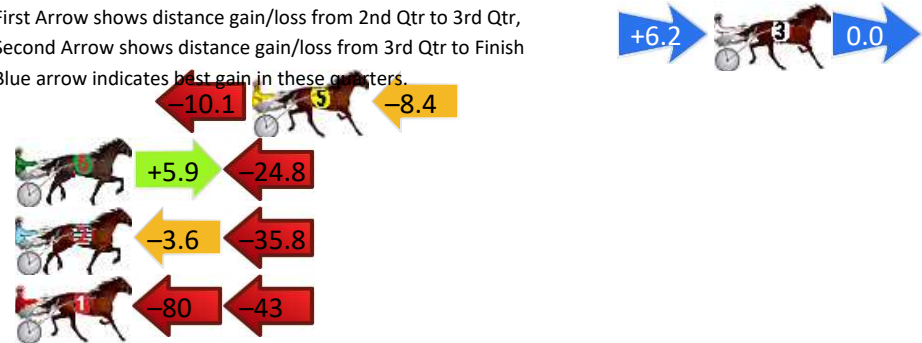 First Arrow shows distance gain/loss from 2nd Qtr to 3rd Qtr,
Second Arrow shows distance gain/loss from 3rd Qtr to Finish
Blue arrow indicates best gain in these quarters.
+6.2 3 0.0
–10.1 5 –8.4
6 +5.9 –24.8
–3.6 –35.8
1 –80 –43